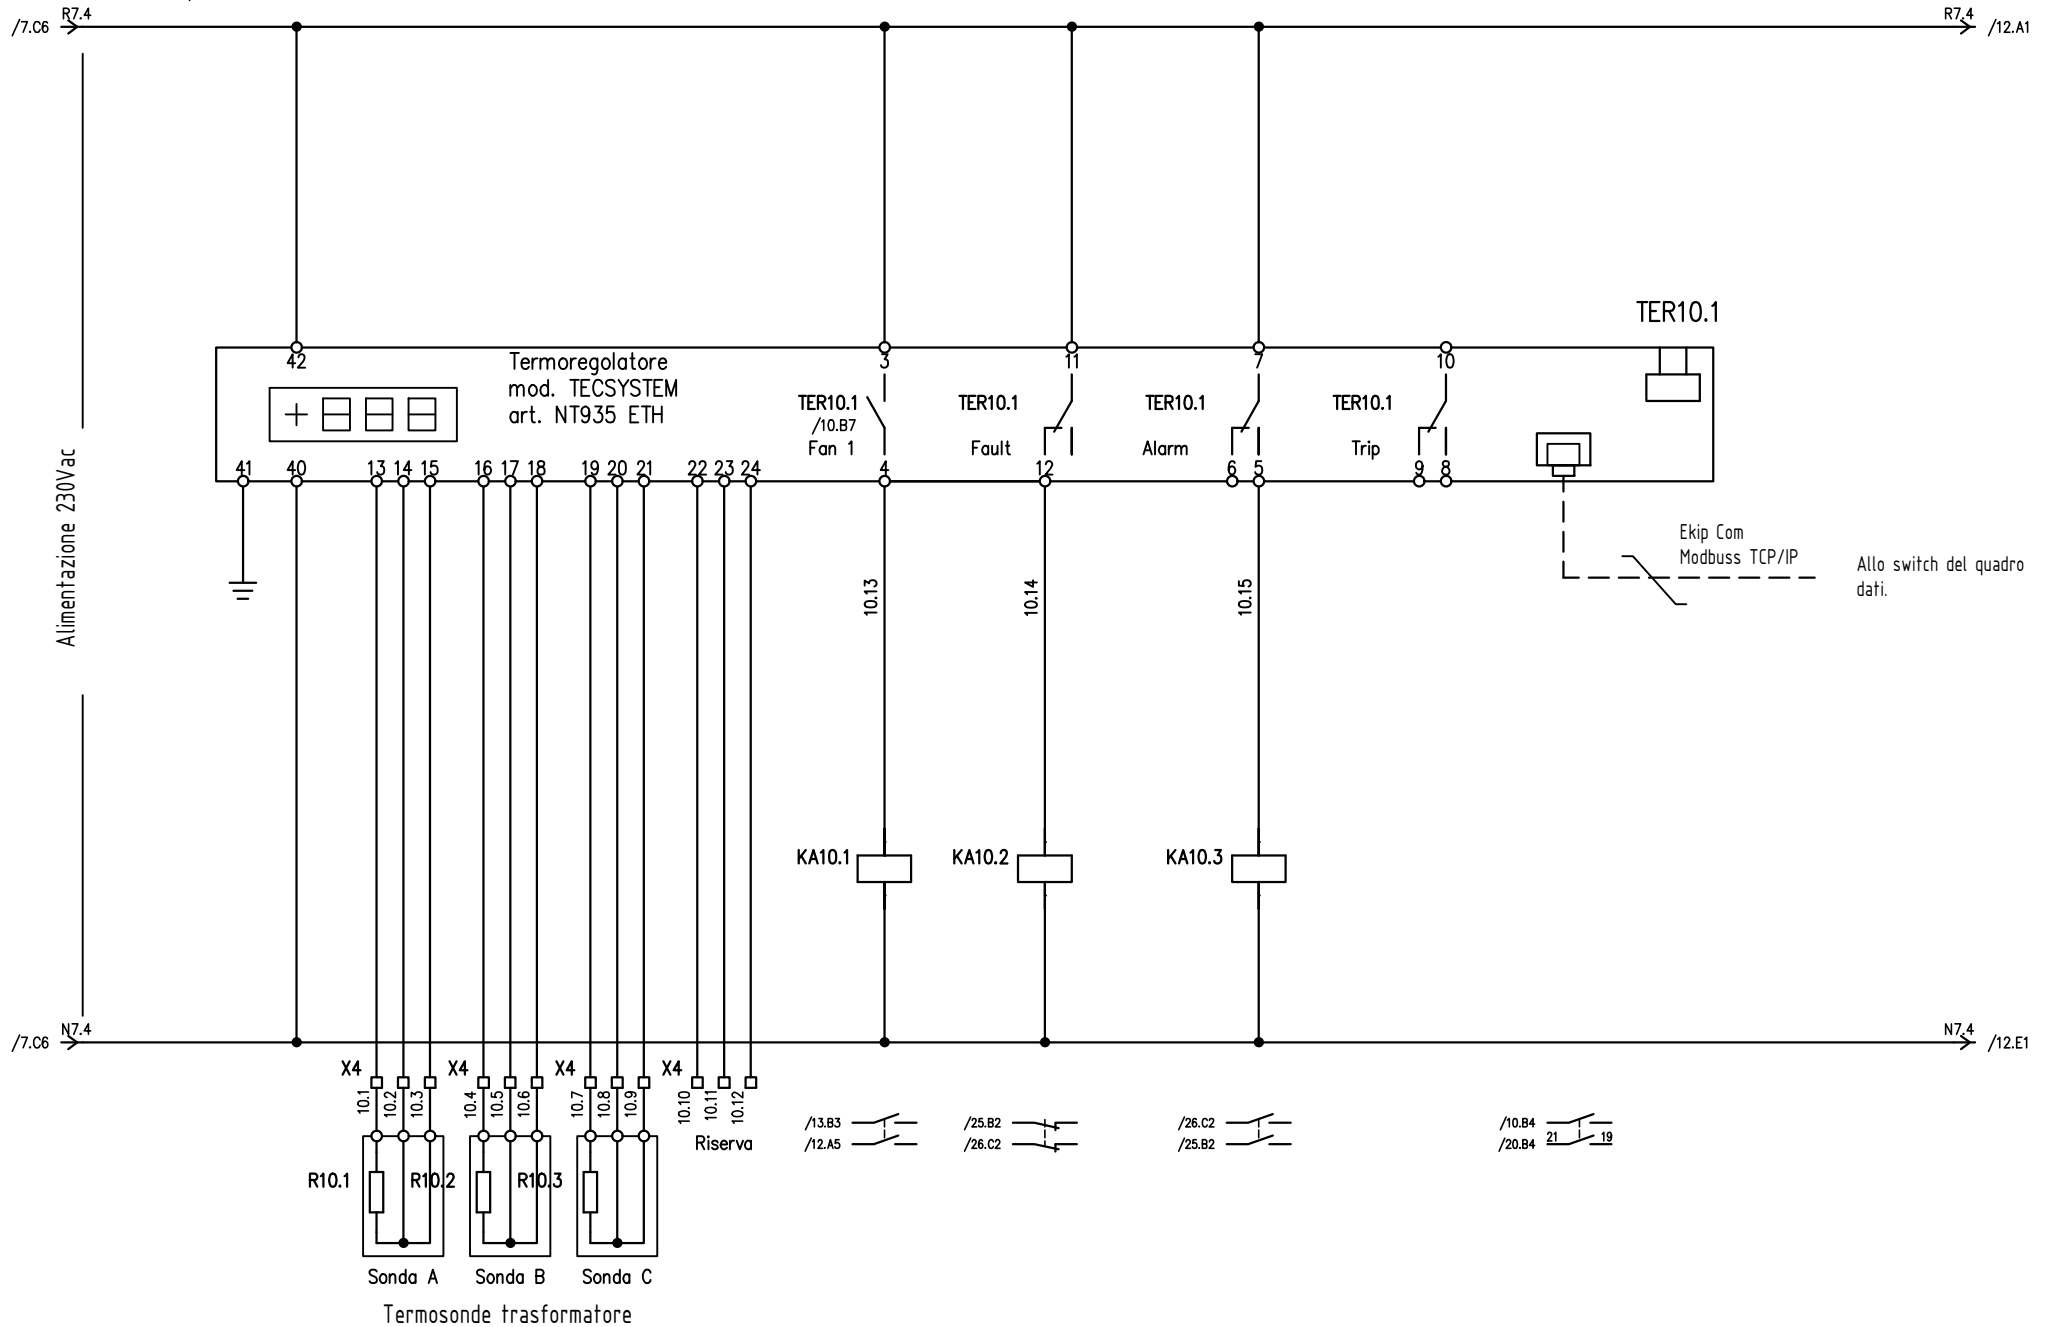 R7.4
/7.C6
R7.4
/12.A1
Alimentazione 230Vac
TER10.1
42
Termoregolatore
mod. TECSYSTEM
art. NT935 ETH
3
11
7
10
TER10.1
/10.B7
Fan 1
TER10.1
Fault
TER10.1
Alarm
TER10.1
Trip
41
40
13
14
15
16
17
18
19
20
21
22
23
24
4
12
6
5
9
8
Ekip Com
Modbuss TCP/IP
Allo switch del quadro
dati.
10.13
10.14
10.15
KA10.1
KA10.2
KA10.3
N7.4
/7.C6
N7.4
/12.E1
X4
X4
X4
X4
10.1
10.2
10.3
10.4
10.5
10.6
10.7
10.8
10.9
10.10
10.11
10.12
Riserva
/13.B3
/12.A5
/25.B2
/26.C2
/26.C2
/25.B2
/10.B4
/20.B4
21
19
R10.1
R10.2
R10.3
Sonda A
Sonda B
Sonda C
Termosonde trasformatore